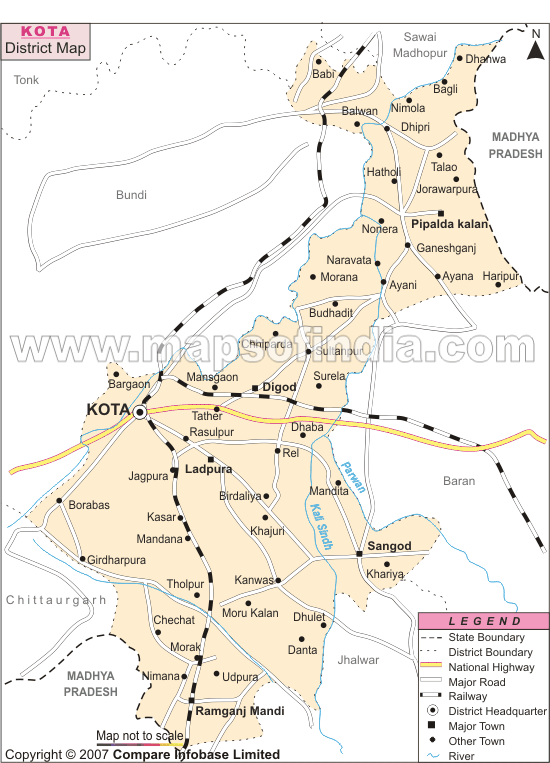 KOTA
District Map
N
Sawai
Madhopur
Tonk
Babi
Dhanwa
Bagli
Nimola
Balwan
Dhipri
MADHYA
PRADESH
Talao
Hatholi
Jorawarpura
Bundi
Pipalda kalan
Nonera
Ganeshganj
Naravata
Morana
Ayana
Haripur
Ayani
Budhadit
www.mapsofindia.com
Chhiparda
Sultanpur
Bargaon
Mansgaon
Surela
Digod
KOTA
Tather
Dhaba
Rasulpur
Rel
Ladpura
Jagpura
Parwan
Baran
Mandita
Birdaliya
Borabas
Kali Sindh
Kasar
Khajuri
Mandana
Sangod
Girdharpura
Khariya
Kanwas
Tholpur
Chittaurgarh
Moru Kalan
Chechat
Dhulet
Morak
Danta
Jhalwar
MADHYA
PRADESH
Nimana
Udpura
Ramganj Mandi
LEGEND
State Boundary
District Boundary
National Highway
Major Road
Railway
District Headquarter
Major Town
Other Town
River
Map not to scale
Copyright © 2007 Compare Infobase Limited